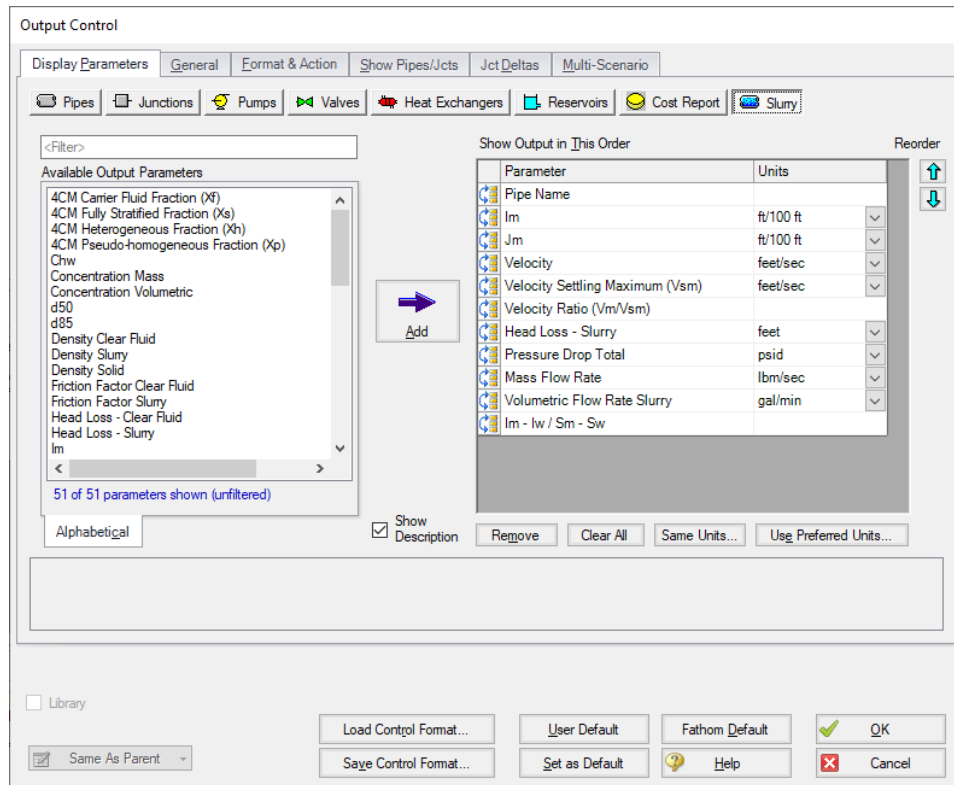 Output Control
Display Parameters General Format & Action Show Pipes/Jcts Jct Deltas Multi-Scenario
Pipes Junctions Pumps Valves Heat Exchangers Reservoirs Cost Report Slurry
<Filter>
Available Output Parameters
4CM Carrier Fluid Fraction (Xf)
4CM Fully Stratified Fraction (Xs)
4CM Heterogeneous Fraction (Xh)
4CM Pseudo-homogeneous Fraction (Xp)
Chw
Concentration Mass
Concentration Volumetric
d50
d85
Density Clear Fluid
Density Slurry
Density Solid
Friction Factor Clear Fluid
Friction Factor Slurry
Head Loss - Clear Fluid
Head Loss - Slurry
Im
51 of 51 parameters shown (unfiltered)
Alphabetical
Add
Show
Description
Show Output in This Order
Reorder
Parameter Units
Pipe Name
Im ft/100 ft
Jm ft/100 ft
Velocity feet/sec
Velocity Settling Maximum (Vsm) feet/sec
Velocity Ratio (Vm/Vsm)
Head Loss - Slurry feet
Pressure Drop Total psid
Mass Flow Rate lbm/sec
Volumetric Flow Rate Slurry gal/min
Im - Iw / Sm - Sw
Remove Clear All Same Units... Use Preferred Units...
Library
Same As Parent
Load Control Format... User Default Fathom Default OK
Save Control Format... Set as Default Help Cancel